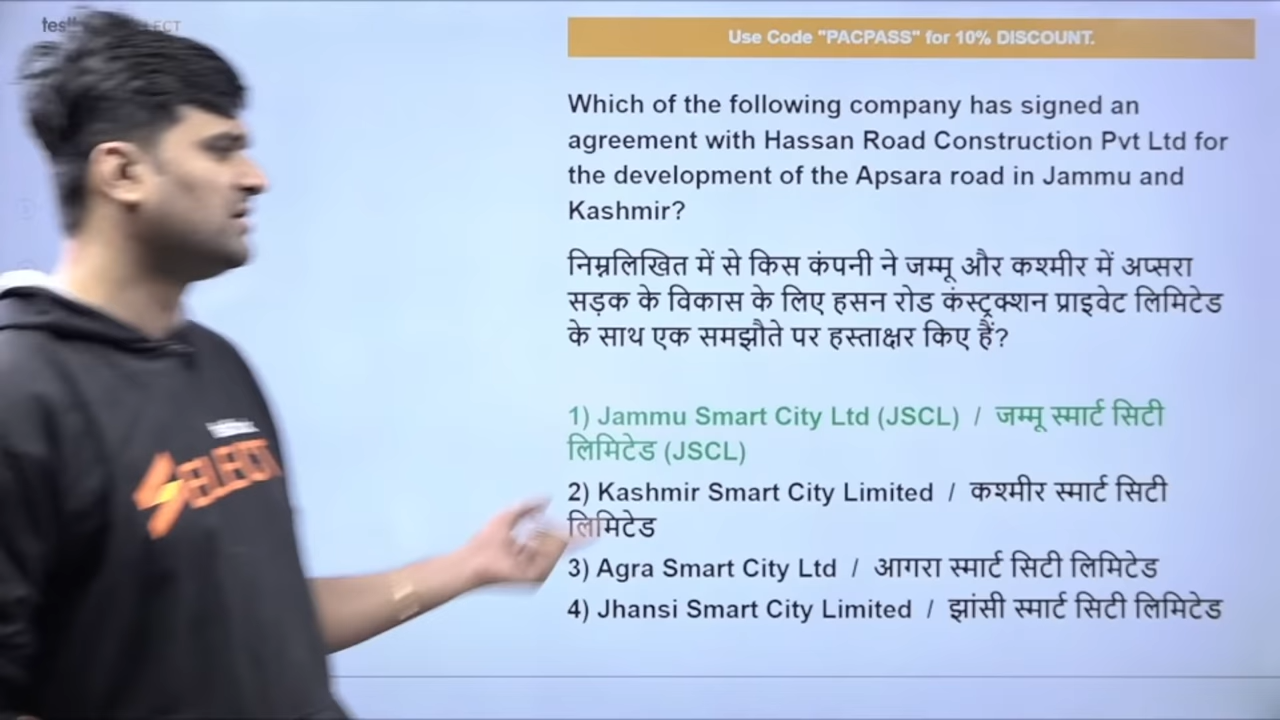 Use Code "PACPASS" for 10% DISCOUNT.
Which of the following company has signed an
agreement with Hassan Road Construction Pvt Ltd for
the development of the Apsara road in Jammu and
Kashmir?
निम्नलिखित में से किस कंपनी ने जम्मू और कश्मीर में अप्सरा
सड़क के विकास के लिए हसन रोड कंस्ट्रक्शन प्राइवेट लिमिटेड
के साथ एक समझौते पर हस्ताक्षर किए हैं?
1) Jammu Smart City Ltd (JSCL) / जम्मू स्मार्ट सिटी
लिमिटेड (JSCL)
2) Kashmir Smart City Limited / कश्मीर स्मार्ट सिटी
लिमिटेड
3) Agra Smart City Ltd / आगरा स्मार्ट सिटी लिमिटेड
4) Jhansi Smart City Limited / झांसी स्मार्ट सिटी लिमिटेड
SELECT